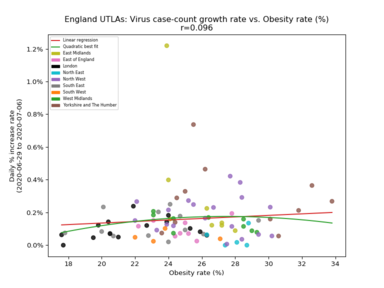 England UTLAs: Virus case-count growth rate vs. Obesity rate (%)
r=0.096
Linear regression
Quadratic best fit
East Midlands
East of England
London
North East
North West
South East
South West
West Midlands
Yorkshire and The Humber
1.2%
1.0%
0.8%
0.6%
0.4%
0.2%
0.0%
Daily % increase rate
(2020-06-29 to 2020-07-06)
18
20
22
24
26
28
30
32
34
Obesity rate (%)